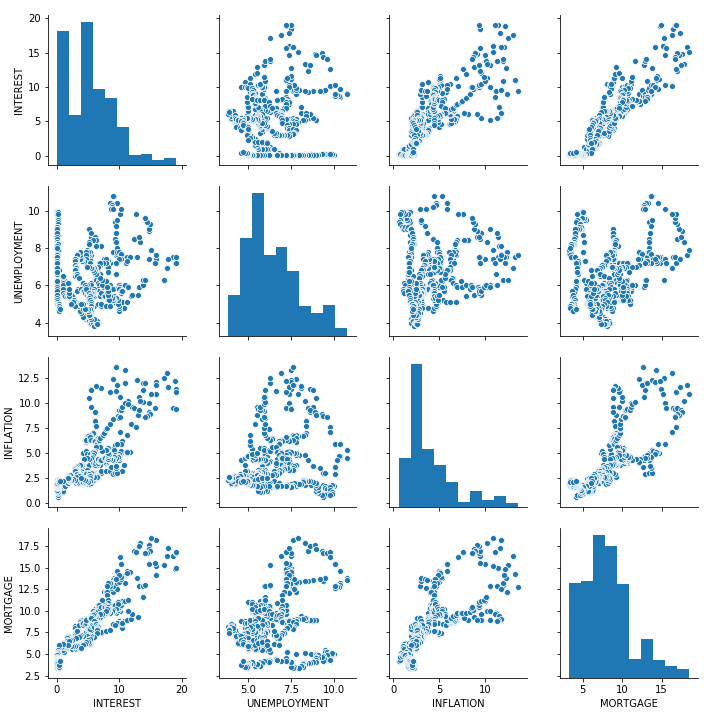 20
15
10
5
0
INTEREST
10
8
6
4
UNEMPLOYMENT
12.5
10.0
7.5
5.0
2.5
0.0
INFLATION
17.5
15.0
12.5
10.0
7.5
5.0
2.5
MORTGAGE
0 10 20
INTEREST
5.0 7.5 10.0
UNEMPLOYMENT
0 5 10
INFLATION
5 10 15
MORTGAGE